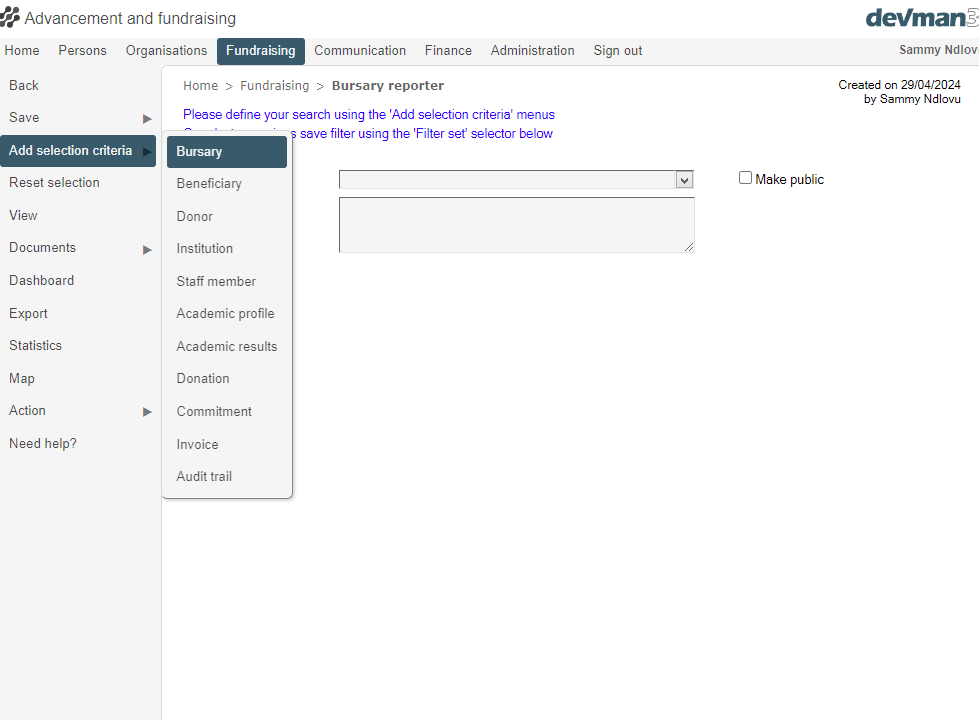 Advancement and fundraising
devman3
Home Persons Organisations Fundraising Communication Finance Administration Sign out Sammy Ndlov
Back
Save
Add selection criteria
Reset selection
View
Documents
Dashboard
Export
Statistics
Map
Action
Need help?
Home > Fundraising > Bursary reporter
Created on 29/04/2024
by Sammy Ndlovu
Please define your search using the 'Add selection criteria' menus
save filter using the 'Filter set' selector below
Bursary
Beneficiary
Donor
Institution
Staff member
Academic profile
Academic results
Donation
Commitment
Invoice
Audit trail
Make public